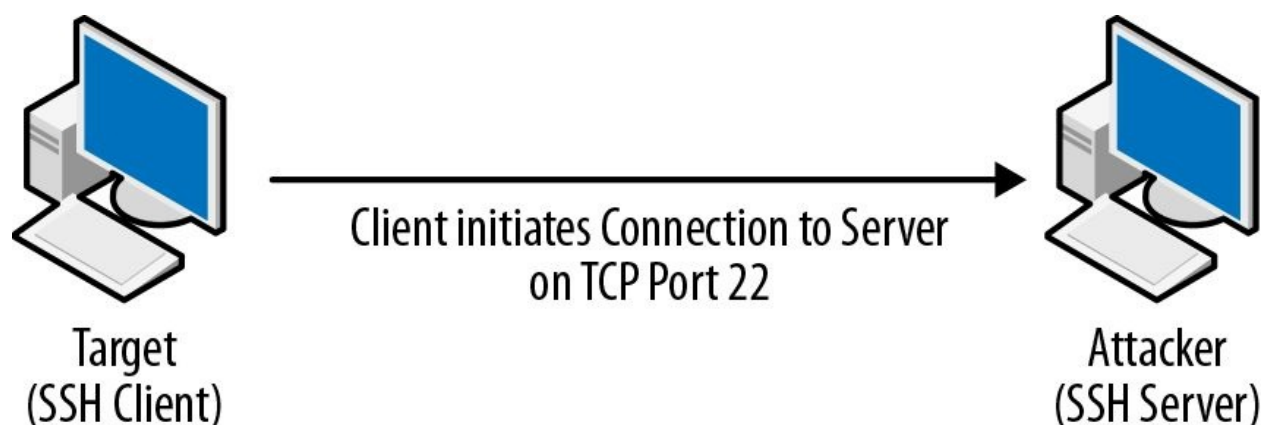 Client initiates Connection to Server
on TCP Port 22
Target
(SSH Client)
Attacker
(SSH Server)